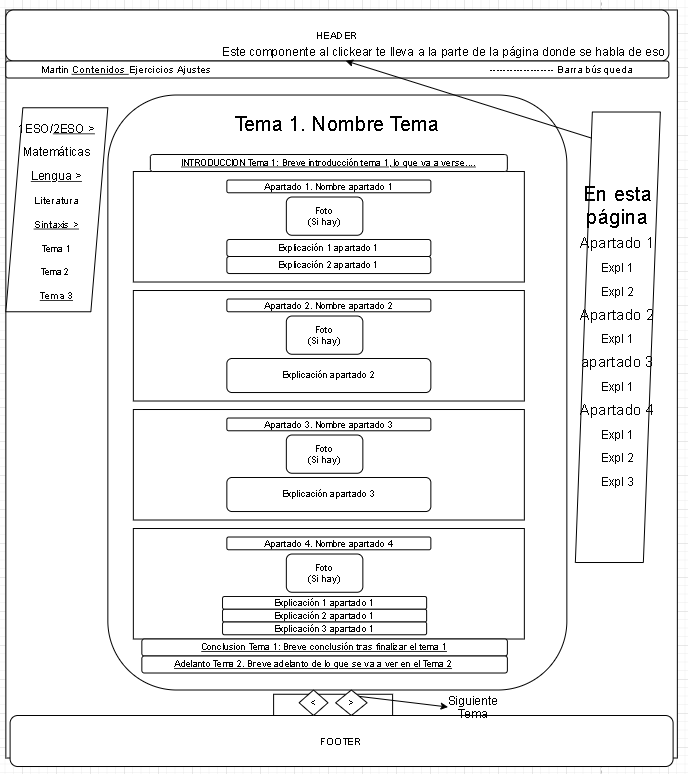 HEADER
Este componente al clickear te lleva a la parte de la página donde se habla de eso
Martin Contenidos Ejercicios Ajustes
------------------- Barra búsqueda
1ESO/2ESO >
Matemáticas
Lengua >
Literatura
Sintaxis >
Tema 1
Tema 2
Tema 3
Tema 1. Nombre Tema
INTRODUCCION Tema 1: Breve introducción tema 1, lo que va a verse....
Apartado 1. Nombre apartado 1
Foto
(Si hay)
Explicación 1 apartado 1
Explicación 2 apartado 1
Apartado 2. Nombre apartado 2
Foto
(Si hay)
Explicación apartado 2
Apartado 3. Nombre apartado 3
Foto
(Si hay)
Explicación apartado 3
Apartado 4. Nombre apartado 4
Foto
(Si hay)
Explicación 1 apartado 1
Explicación 2 apartado 1
Explicación 3 apartado 1
Conclusion Tema 1: Breve conclusión tras finalizar el tema 1
Adelanto Tema 2. Breve adelanto de lo que se va a ver en el Tema 2
En esta
página
Apartado 1
Expl 1
Expl 2
Apartado 2
Expl 1
apartado 3
Expl 1
Apartado 4
Expl 1
Expl 2
Expl 3
<
>
Siguiente
Tema
FOOTER